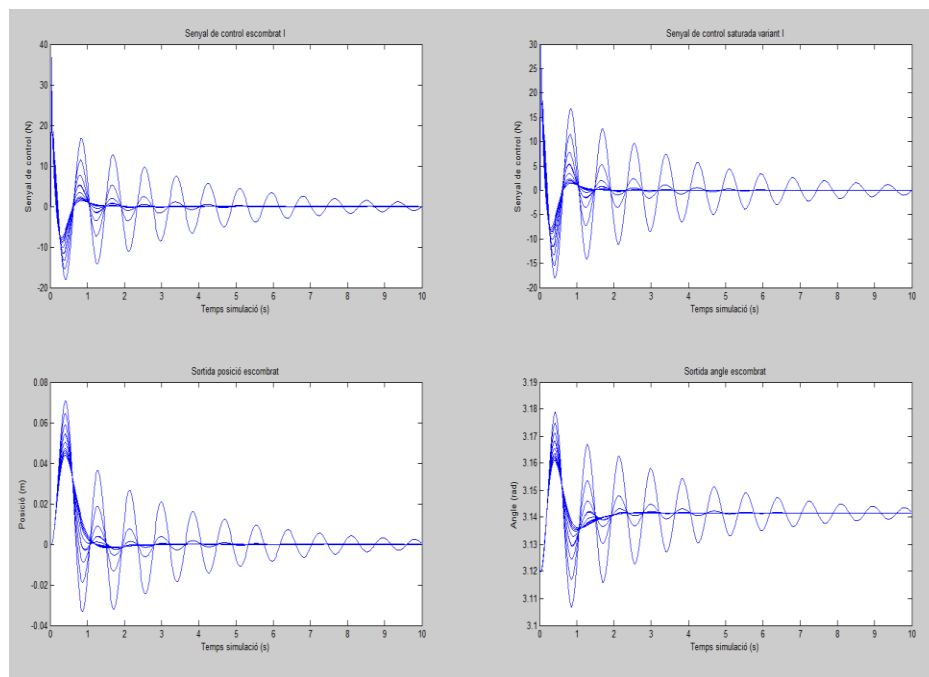 Senyal de control escombrat I
Senyal de control (N)
40
30
20
10
0
-10
-20
0 1 2 3 4 5 6 7 8 9 10
Temps simulació (s)
Senyal de control saturada variant I
Senyal de control (N)
30
25
20
15
10
5
0
-5
-10
-15
-20
0 1 2 3 4 5 6 7 8 9 10
Temps simulació (s)
Sortida posició escombrat
Posició (m)
0.08
0.06
0.04
0.02
0
-0.02
-0.04
0 1 2 3 4 5 6 7 8 9 10
Temps simulació (s)
Sortida angle escombrat
Angle (rad)
3.19
3.18
3.17
3.16
3.15
3.14
3.13
3.12
3.11
3.1
0 1 2 3 4 5 6 7 8 9 10
Temps simulació (s)